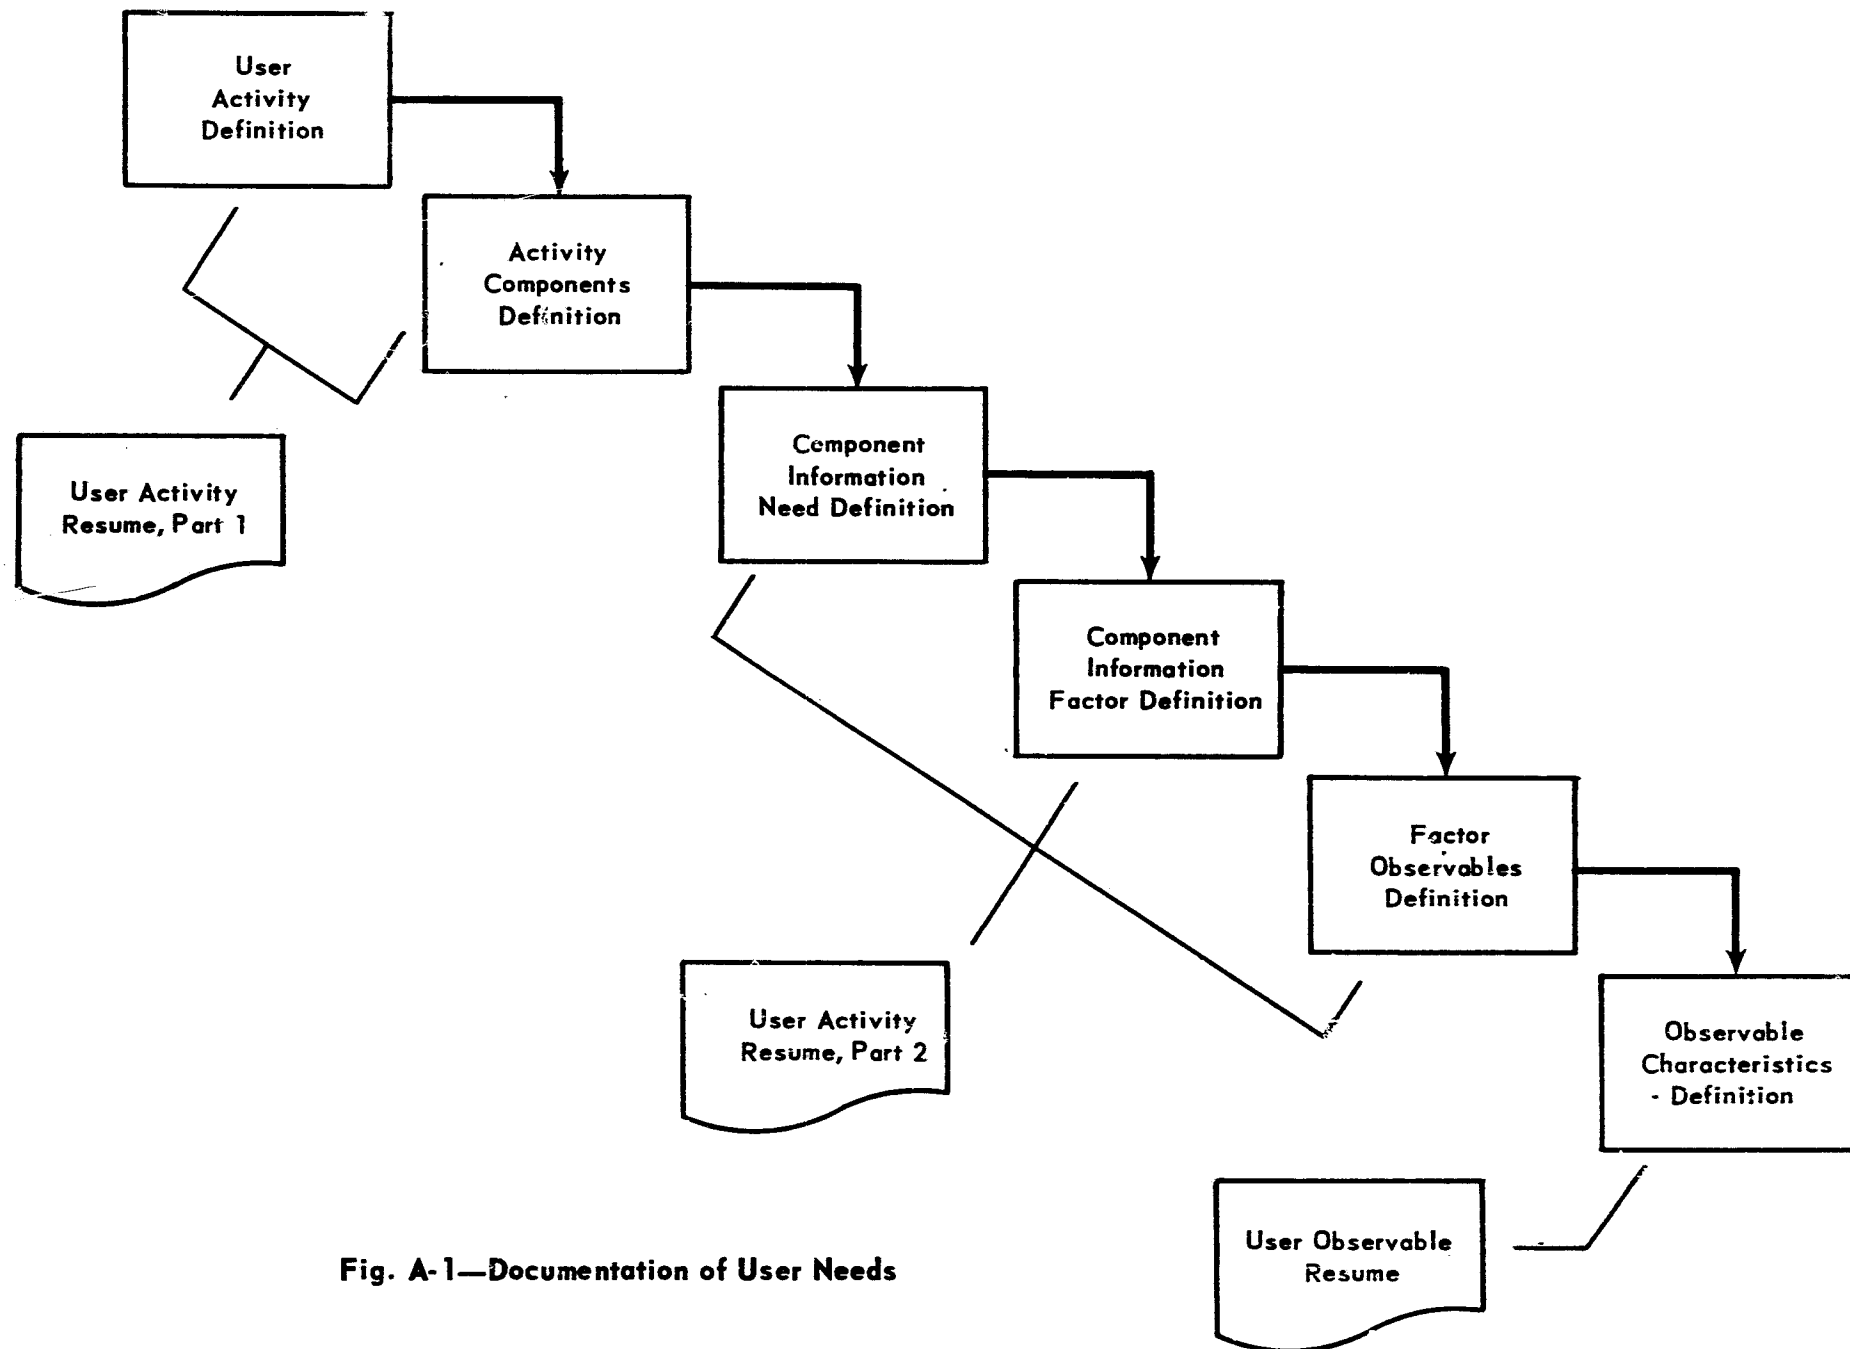 User
Activity
Definition
Activity
Components
Definition
User Activity
Resume, Part 1
Component
Information
Need Definition
Component
Information
Factor Definition
Factor
Observables
Definition
User Activity
Resume, Part 2
Observable
Characteristics
Definition
User Observable
Resume
Fig. A-1—Documentation of User Needs